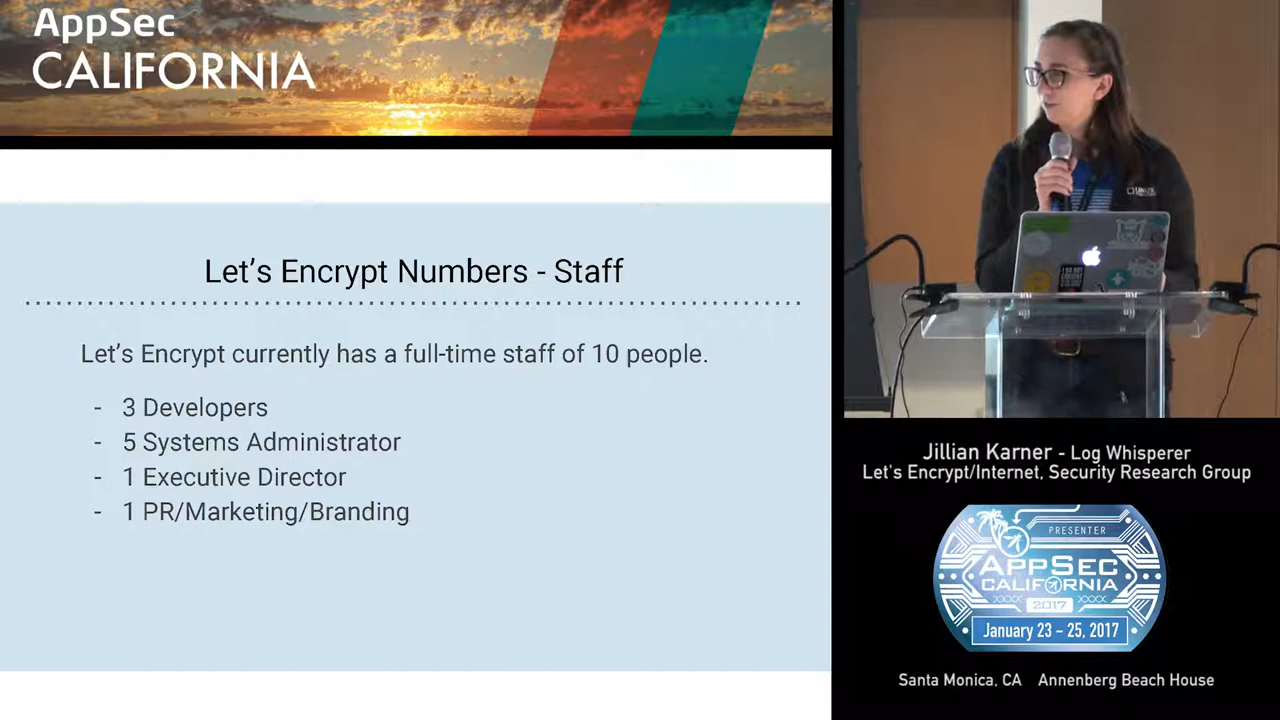 AppSec
CALIFORNIA
Let's Encrypt Numbers - Staff
Let's Encrypt currently has a full-time staff of 10 people.
- 3 Developers
- 5 Systems Administrator
- 1 Executive Director
- 1 PR/Marketing/Branding
Jillian Karner - Log Whisperer
Let's Encrypt/Internet, Security Research Group
PRESENTER
APPSEC
CALIFORNIA
2017
January 23 - 25, 2017
Santa Monica, CA Annenberg Beach House